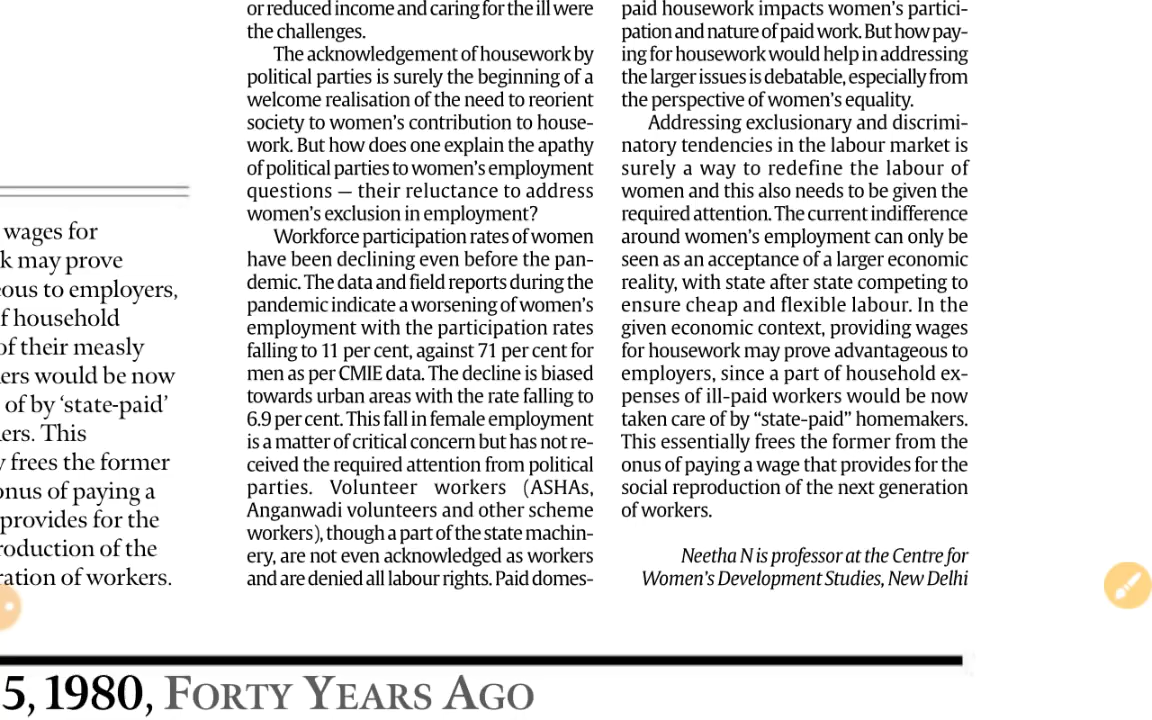 wages for
may prove
to employers,
household
of their measly
would be now
of by ‘state-paid’
This
frees the former
of paying a
provides for the
of the
of workers.
or reduced income and caring for the ill were
the challenges.
The acknowledgement of housework by
political parties is surely the beginning of a
welcome realisation of the need to reorient
society to women’s contribution to house-
work. But how does one explain the apathy
of political parties to women’s employment
questions — their reluctance to address
women’s exclusion in employment?
Workforce participation rates of women
have been declining even before the pan-
demic. The data and field reports during the
pandemic indicate a worsening of women’s
employment with the participation rates
falling to 11 per cent, against 71 per cent for
men as per CMIE data. The decline is biased
towards urban areas with the rate falling to
6.9 per cent. This fall in female employment
is a matter of critical concern but has not re-
ceived the required attention from political
parties. Volunteer workers (ASHAs,
Anganwadi volunteers and other scheme
workers), though a part of the state machin-
ery, are not even acknowledged as workers
and are denied all labour rights. Paid domes-
paid housework impacts women’s partici-
pation and nature of paid work. But how pay-
ing for housework would help in addressing
the larger issues is debatable, especially from
the perspective of women’s equality.
Addressing exclusionary and discrimi-
natory tendencies in the labour market is
surely a way to redefine the labour of
women and this also needs to be given the
required attention. The current indifference
around women’s employment can only be
seen as an acceptance of a larger economic
reality, with state after state competing to
ensure cheap and flexible labour. In the
given economic context, providing wages
for housework may prove advantageous to
employers, since a part of household ex-
penses of ill-paid workers would be now
taken care of by “state-paid” homemakers.
This essentially frees the former from the
onus of paying a wage that provides for the
social reproduction of the next generation
of workers.
Neetha N is professor at the Centre for
Women’s Development Studies, New Delhi
5, 1980, FORTY YEARS AGO